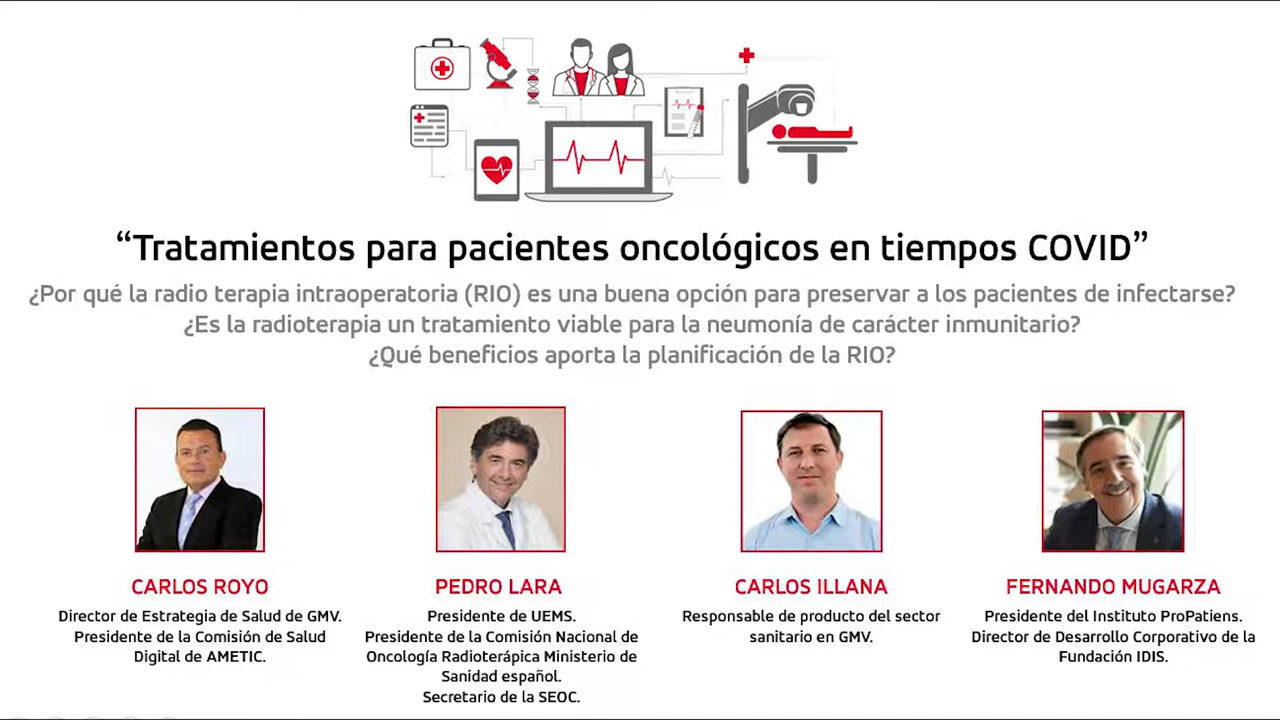 “Tratamientos para pacientes oncológicos en tiempos COVID”
¿Por qué la radio terapia intraoperatoria (RIO) es una buena opción para preservar a los pacientes de infectarse?
¿Es la radioterapia un tratamiento viable para la neumonía de carácter inmunitario?
¿Qué beneficios aporta la planificación de la RIO?
CARLOS ROYO
Director de Estrategia de Salud de GMV.
Presidente de la Comisión de Salud
Digital de AMETIC.
PEDRO LARA
Presidente de UEMS.
Presidente de la Comisión Nacional de
Oncología Radioterápica Ministerio de
Sanidad español.
Secretario de la SEOC.
CARLOS ILLANA
Responsable de producto del sector
sanitario en GMV.
FERNANDO MUGARZA
Presidente del Instituto ProPatiens.
Director de Desarrollo Corporativo de la
Fundación IDIS.